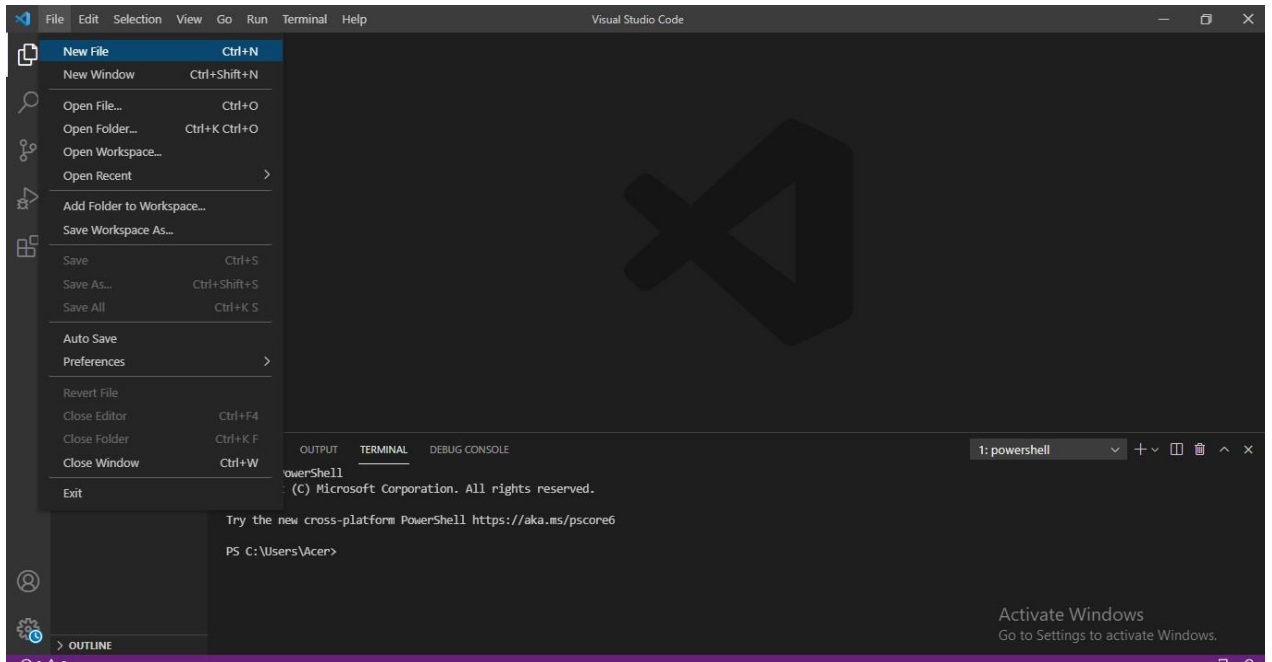 File Edit Selection View Go Run Terminal Help Visual Studio Code
New File Ctrl+N
New Window Ctrl+Shift+N
Open File... Ctrl+O
Open Folder... Ctrl+K Ctrl+O
Open Workspace...
Open Recent
Add Folder to Workspace...
Save Workspace As...
Save Ctrl+S
Save As... Ctrl+Shift+S
Save All Ctrl+K S
Auto Save
Preferences
Revert File
Close Editor Ctrl+F4
Close Folder Ctrl+K F
Close Window Ctrl+W
Exit
OUTPUT TERMINAL DEBUG CONSOLE 1: powershell
owerShell
(C) Microsoft Corporation. All rights reserved.
Try the new cross-platform PowerShell https://aka.ms/pscore6
PS C:\Users\Acer>
Activate Windows
Go to Settings to activate Windows.
OUTLINE